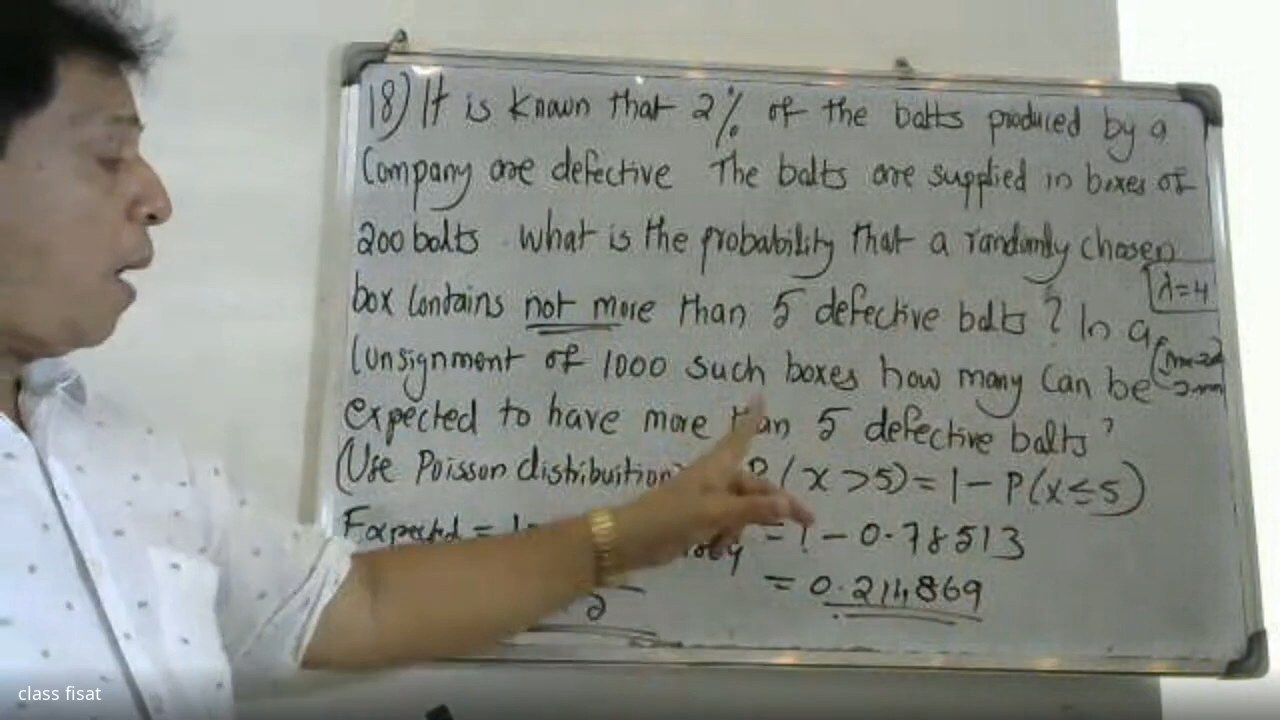 18) It is known that 2% of the bolts produced by a
Company are defective The bolts are supplied in boxes of
200 bolts. What is the probability that a randomly chosen
box contains not more than 5 defective bolts? In a
λ=4
Consignment of 1000 such boxes how many can be
expected to have more than 5 defective bolts?
(Use Poisson distribution) P(x>5)=1-P(x≤5)
Expected = =1-0.78513
2 =0.214869
class fisat